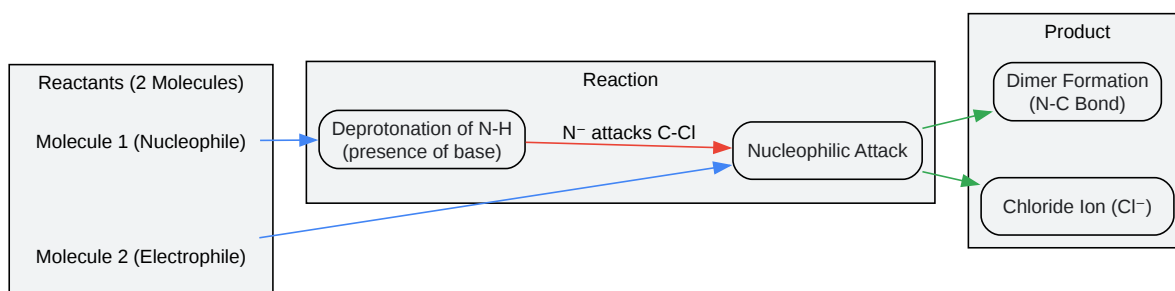 Reactants (2 Molecules)
Molecule 1 (Nucleophile)
Molecule 2 (Electrophile)
Reaction
Deprotonation of N-H
(presence of base)
N⁻ attacks C-Cl
Nucleophilic Attack
Product
Dimer Formation
(N-C Bond)
Chloride Ion (Cl⁻)